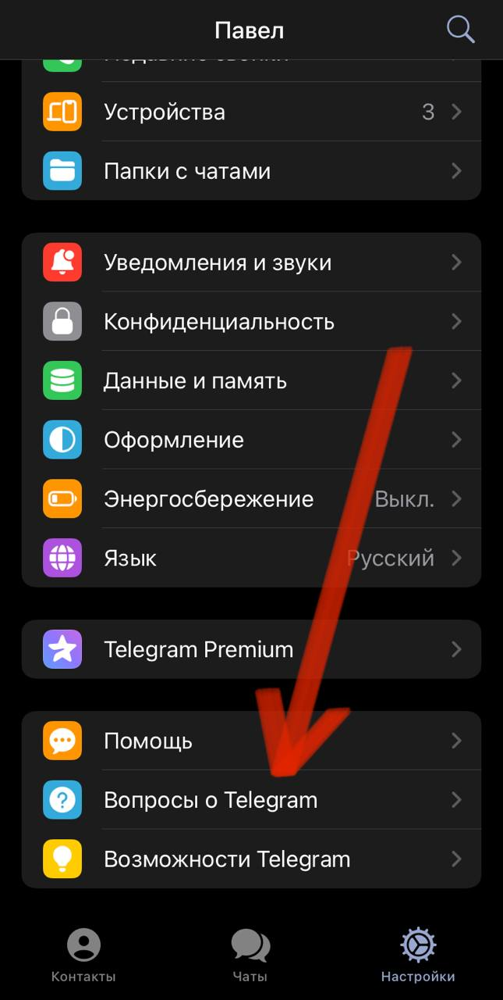 Павел
Устройства 3
Папки с чатами
Уведомления и звуки
Конфиденциальность
Данные и память
Оформление
Энергосбережение Выкл.
Язык Русский
Telegram Premium
Помощь
Вопросы о Telegram
Возможности Telegram
Контакты Чаты Настройки